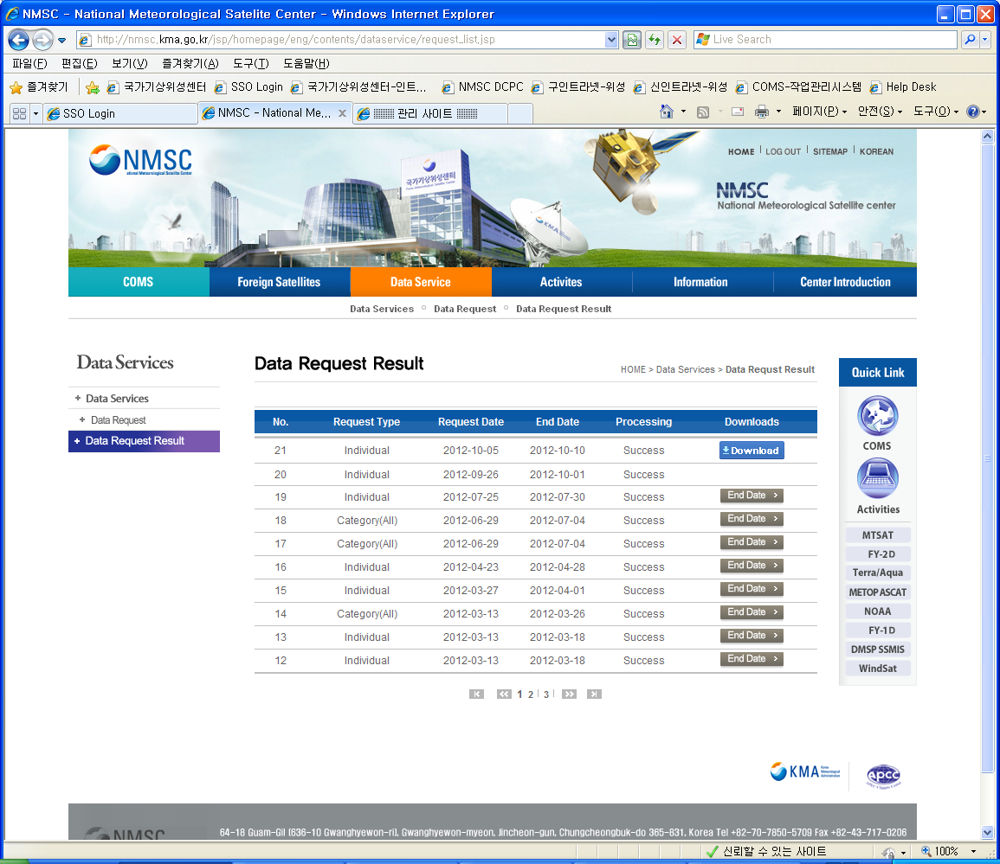 NMSC - National Meteorological Satelite Center - Windows Internet Explorer
http://nmsc.kma.go.kr/jsp/homepage/eng/contents/dataservice/request_list.jsp
Live Search
파일(F) 편집(E) 보기(V) 즐겨찾기(A) 도구(T) 도움말(H)
즐겨찾기 국가기상위성센터 SSO Login 국가기상위성센터-인트... NMSC DCPC 구인트라넷-위성 신인트라넷-위성 COMS-작업관리시스템 Help Desk
SSO Login NMSC - National Me... 관리 사이트 페이지(P) 안전(S) 도구(O)
HOME LOG OUT SITEMAP KOREAN
NMSC
ational Meteorological Satellite Center
국가기상위성센터
KMA
NMSC
National Meteorological Satellite center
COMS Foreign Satellites Data Service Activites Information Center Introduction
Data Services Data Request Data Request Result
Data Services
+ Data Services
+ Data Request
+ Data Request Result
Data Request Result
HOME > Data Services > Data Requst Result
No. Request Type Request Date End Date Processing Downloads
21 Individual 2012-10-05 2012-10-10 Success Download
20 Individual 2012-09-26 2012-10-01 Success
19 Individual 2012-07-25 2012-07-30 Success End Date >
18 Category(All) 2012-06-29 2012-07-04 Success End Date >
17 Category(All) 2012-06-29 2012-07-04 Success End Date >
16 Individual 2012-04-23 2012-04-28 Success End Date >
15 Individual 2012-03-27 2012-04-01 Success End Date >
14 Category(All) 2012-03-13 2012-03-26 Success End Date >
13 Individual 2012-03-13 2012-03-18 Success End Date >
12 Individual 2012-03-13 2012-03-18 Success End Date >
1 2 3
Quick Link
COMS
Activities
MTSAT
FY-2D
Terra/Aqua
METOP ASCAT
NOAA
FY-1D
DMSP SSMIS
WindSat
KMA Korea Meteorological Administration
apcc
APEC Climate Center
NMSC
64-18 Guam-Gil (636-10 Gwanghyewon-ri), Gwanghyewon-myeon, Jincheon-gun, Chungcheongbuk-do 365-831, Korea Tel +82-70-7850-5709 Fax +82-43-717-0206
신뢰할 수 있는 사이트 100%